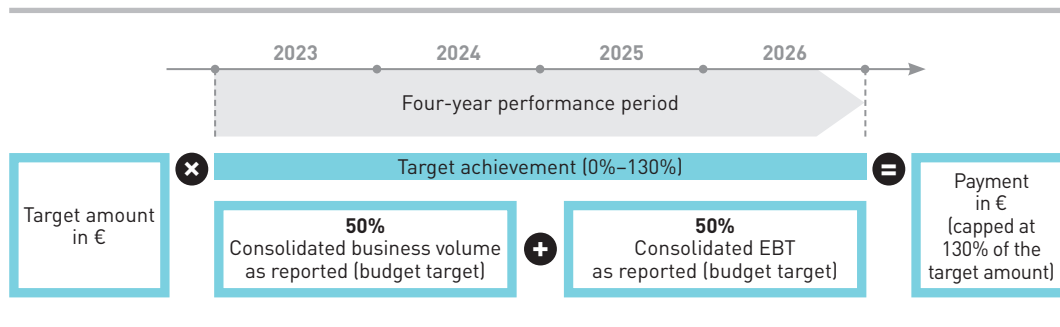 2023 2024 2025 2026
Four-year performance period
Target achievement (0%–130%)
Target amount
in €
×
50%
Consolidated business volume
as reported (budget target)
+
50%
Consolidated EBT
as reported (budget target)
=
Payment
in €
(capped at
130% of the
target amount)